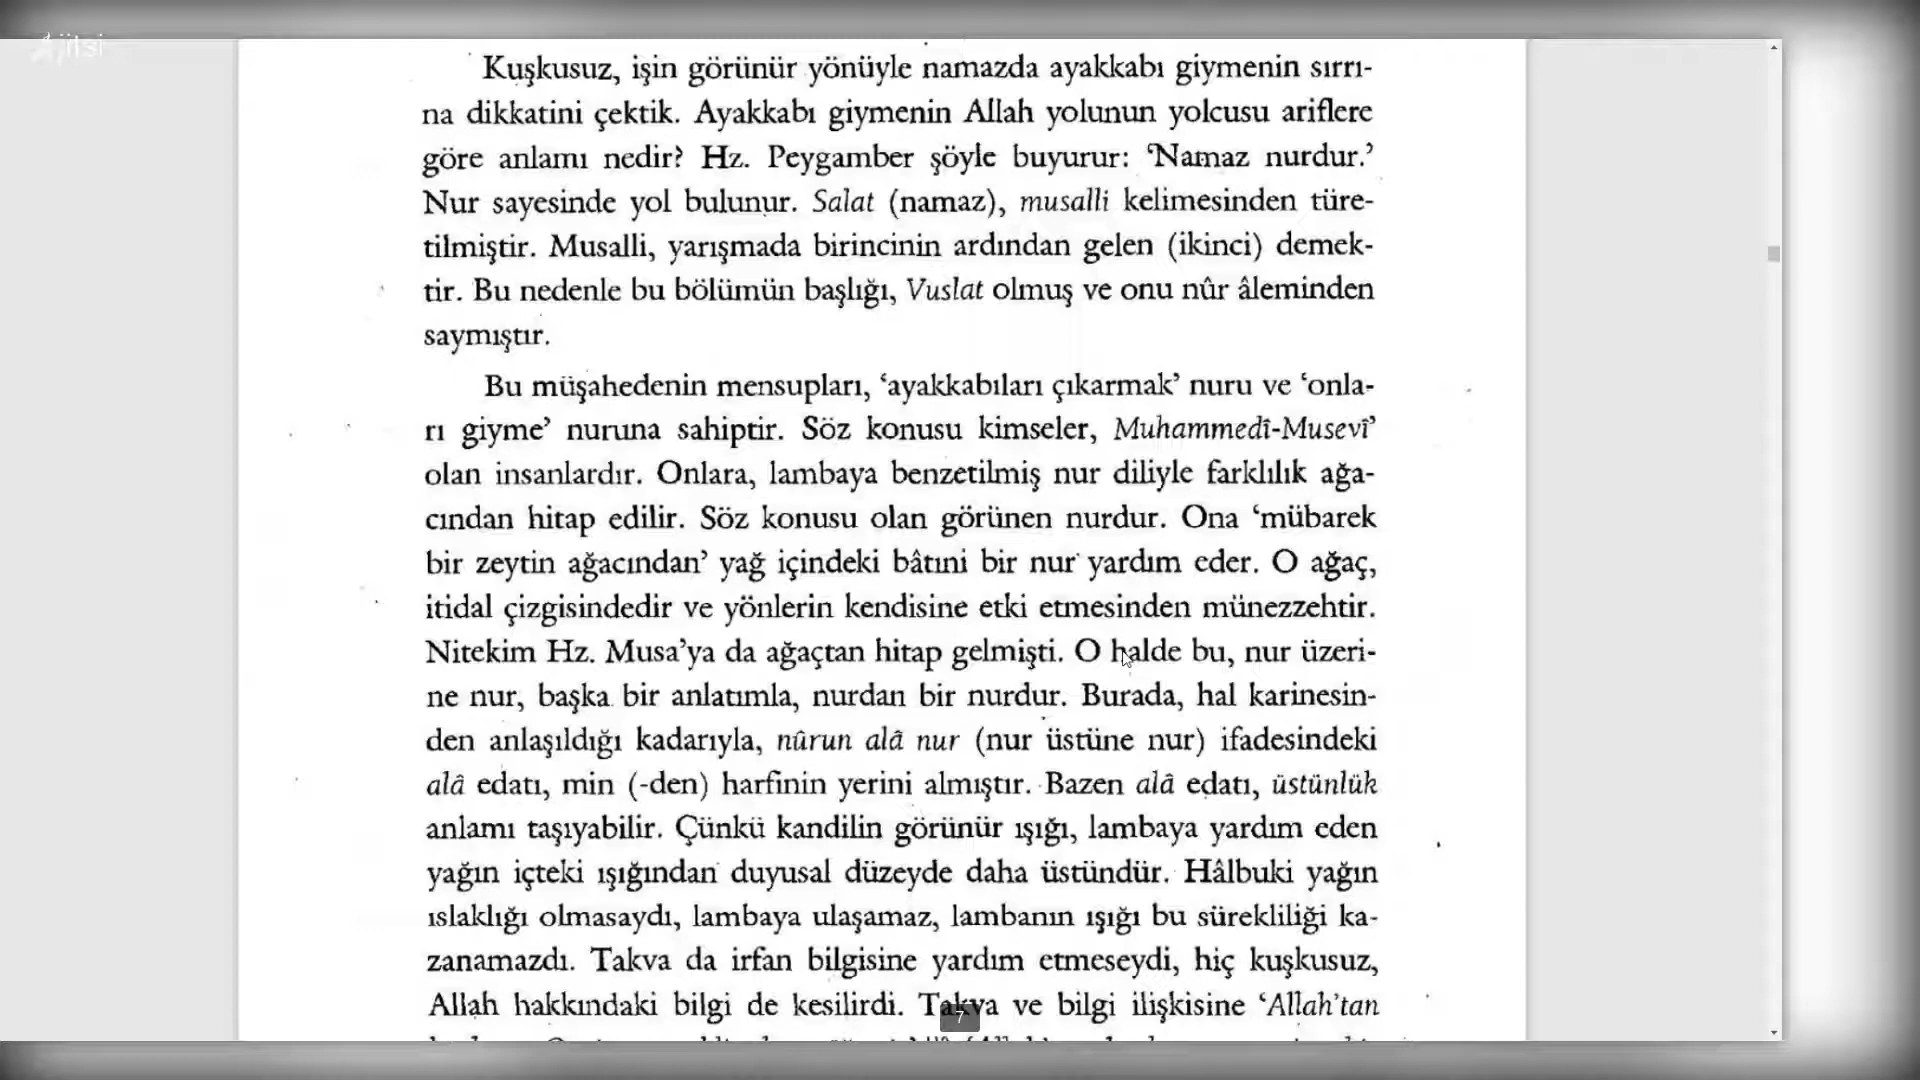 jitsi
Kuşkusuz, işin görünür yönüyle namazda ayakkabı giymenin sırrı-
na dikkatini çektik. Ayakkabı giymenin Allah yolunun yolcusu ariflere
göre anlamı nedir? Hz. Peygamber şöyle buyurur: ‘Namaz nurdur.’
Nur sayesinde yol bulunur. Salat (namaz), musalli kelimesinden türe-
tilmiştir. Musalli, yarışmada birincinin ardından gelen (ikinci) demek-
tir. Bu nedenle bu bölümün başlığı, Vuslat olmuş ve onu nûr âleminden
saymıştır.
Bu müşahedenin mensupları, ‘ayakkabıları çıkarmak’ nuru ve ‘onla-
rı giyme’ nuruna sahiptir. Söz konusu kimseler, Muhammedî-Musevî’
olan insanlardır. Onlara, lambaya benzetilmiş nur diliyle farklılık ağa-
cından hitap edilir. Söz konusu olan görünen nurdur. Ona ‘mübarek
bir zeytin ağacından’ yağ içindeki bâtıni bir nur yardım eder. O ağaç,
itidal çizgisindedir ve yönlerin kendisine etki etmesinden münezzehtir.
Nitekim Hz. Musa’ya da ağaçtan hitap gelmişti. O halde bu, nur üzeri-
ne nur, başka bir anlatımla, nurdan bir nurdur. Burada, hal karinesin-
den anlaşıldığı kadarıyla, nûrun alâ nur (nur üstüne nur) ifadesindeki
alâ edatı, min (-den) harfinin yerini almıştır. Bazen alâ edatı, üstünlük
anlamı taşıyabilir. Çünkü kandilin görünür ışığı, lambaya yardım eden
yağın içteki ışığından duyusal düzeyde daha üstündür. Hâlbuki yağın
ıslaklığı olmasaydı, lambaya ulaşamaz, lambanın ışığı bu sürekliliği ka-
zanamazdı. Takva da irfan bilgisine yardım etmeseydi, hiç kuşkusuz,
Allah hakkındaki bilgi de kesilirdi. Takva ve bilgi ilişkisine ‘Allah’tan
7